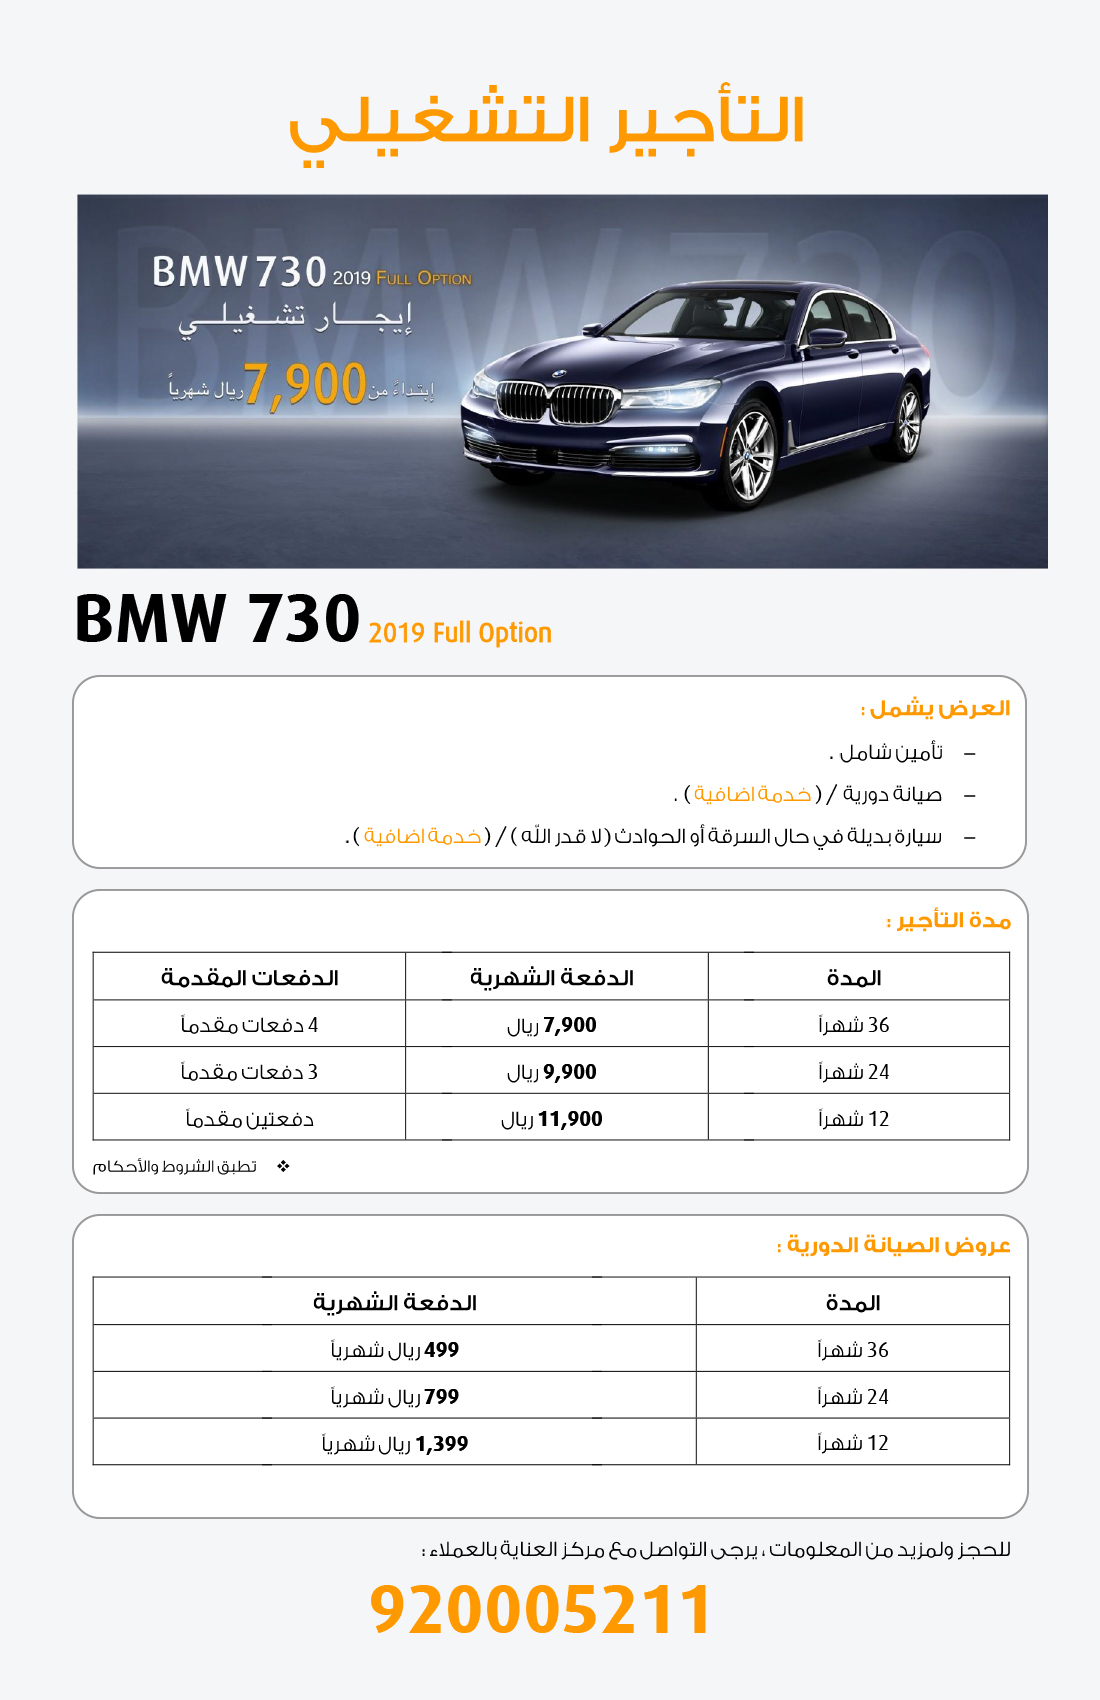 التأجير التشغيلي
BMW 730
BMW 730 2019 FULL OPTION
إيجـــار تشـغيلـــي
إبتداءً من 7,900 ريال شهرياً
BMW 730 2019 Full Option
العرض يشمل :
– تأمين شامل .
– صيانة دورية / ( خدمة اضافية ) .
– سيارة بديلة في حال السرقة أو الحوادث ( لا قدر الله ) / ( خدمة اضافية ) .
مدة التأجير :
المدة الدفعة الشهرية الدفعات المقدمة
36 شهراً 7,900 ريال 4 دفعات مقدماً
24 شهراً 9,900 ريال 3 دفعات مقدماً
12 شهراً 11,900 ريال دفعتين مقدماً
❖ تطبق الشروط والأحكام
عروض الصيانة الدورية :
المدة الدفعة الشهرية
36 شهراً 499 ريال شهرياً
24 شهراً 799 ريال شهرياً
12 شهراً 1,399 ريال شهرياً
للحجز ولمزيد من المعلومات ، يرجى التواصل مع مركز العناية بالعملاء :
920005211